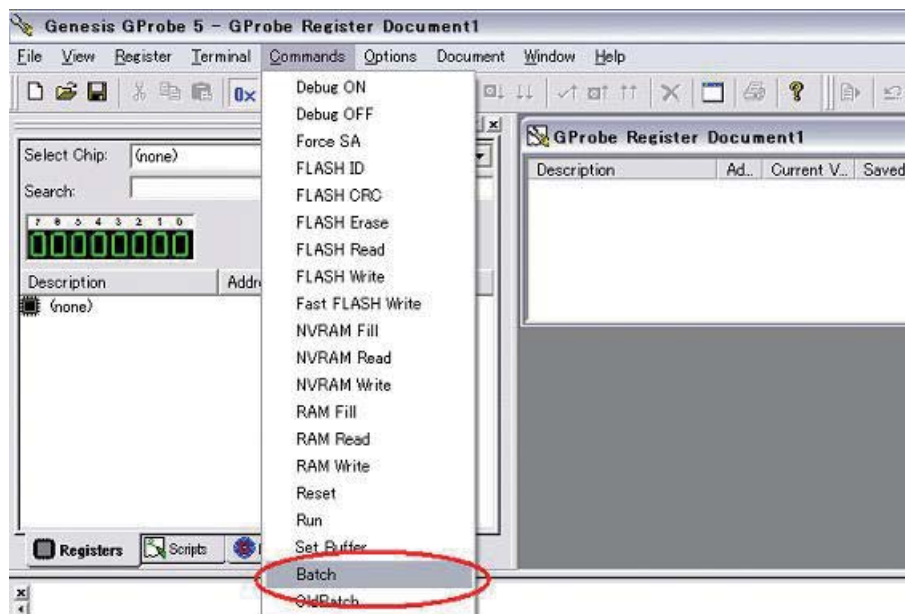 Genesis GProbe 5 - GProbe Register Document1
File View Register Terminal Commands Options Document Window Help
0x
Select Chip: (none)
Search:
7 6 5 4 3 2 1 0
00000000
Description Addr
(none)
Debug ON
Debug OFF
Force SA
FLASH ID
FLASH CRC
FLASH Erase
FLASH Read
FLASH Write
Fast FLASH Write
NVRAM Fill
NVRAM Read
NVRAM Write
RAM Fill
RAM Read
RAM Write
Reset
Run
Set Buffer
Batch
OldBatch
GProbe Register Document1
Description Ad... Current V... Saved
Registers Scripts